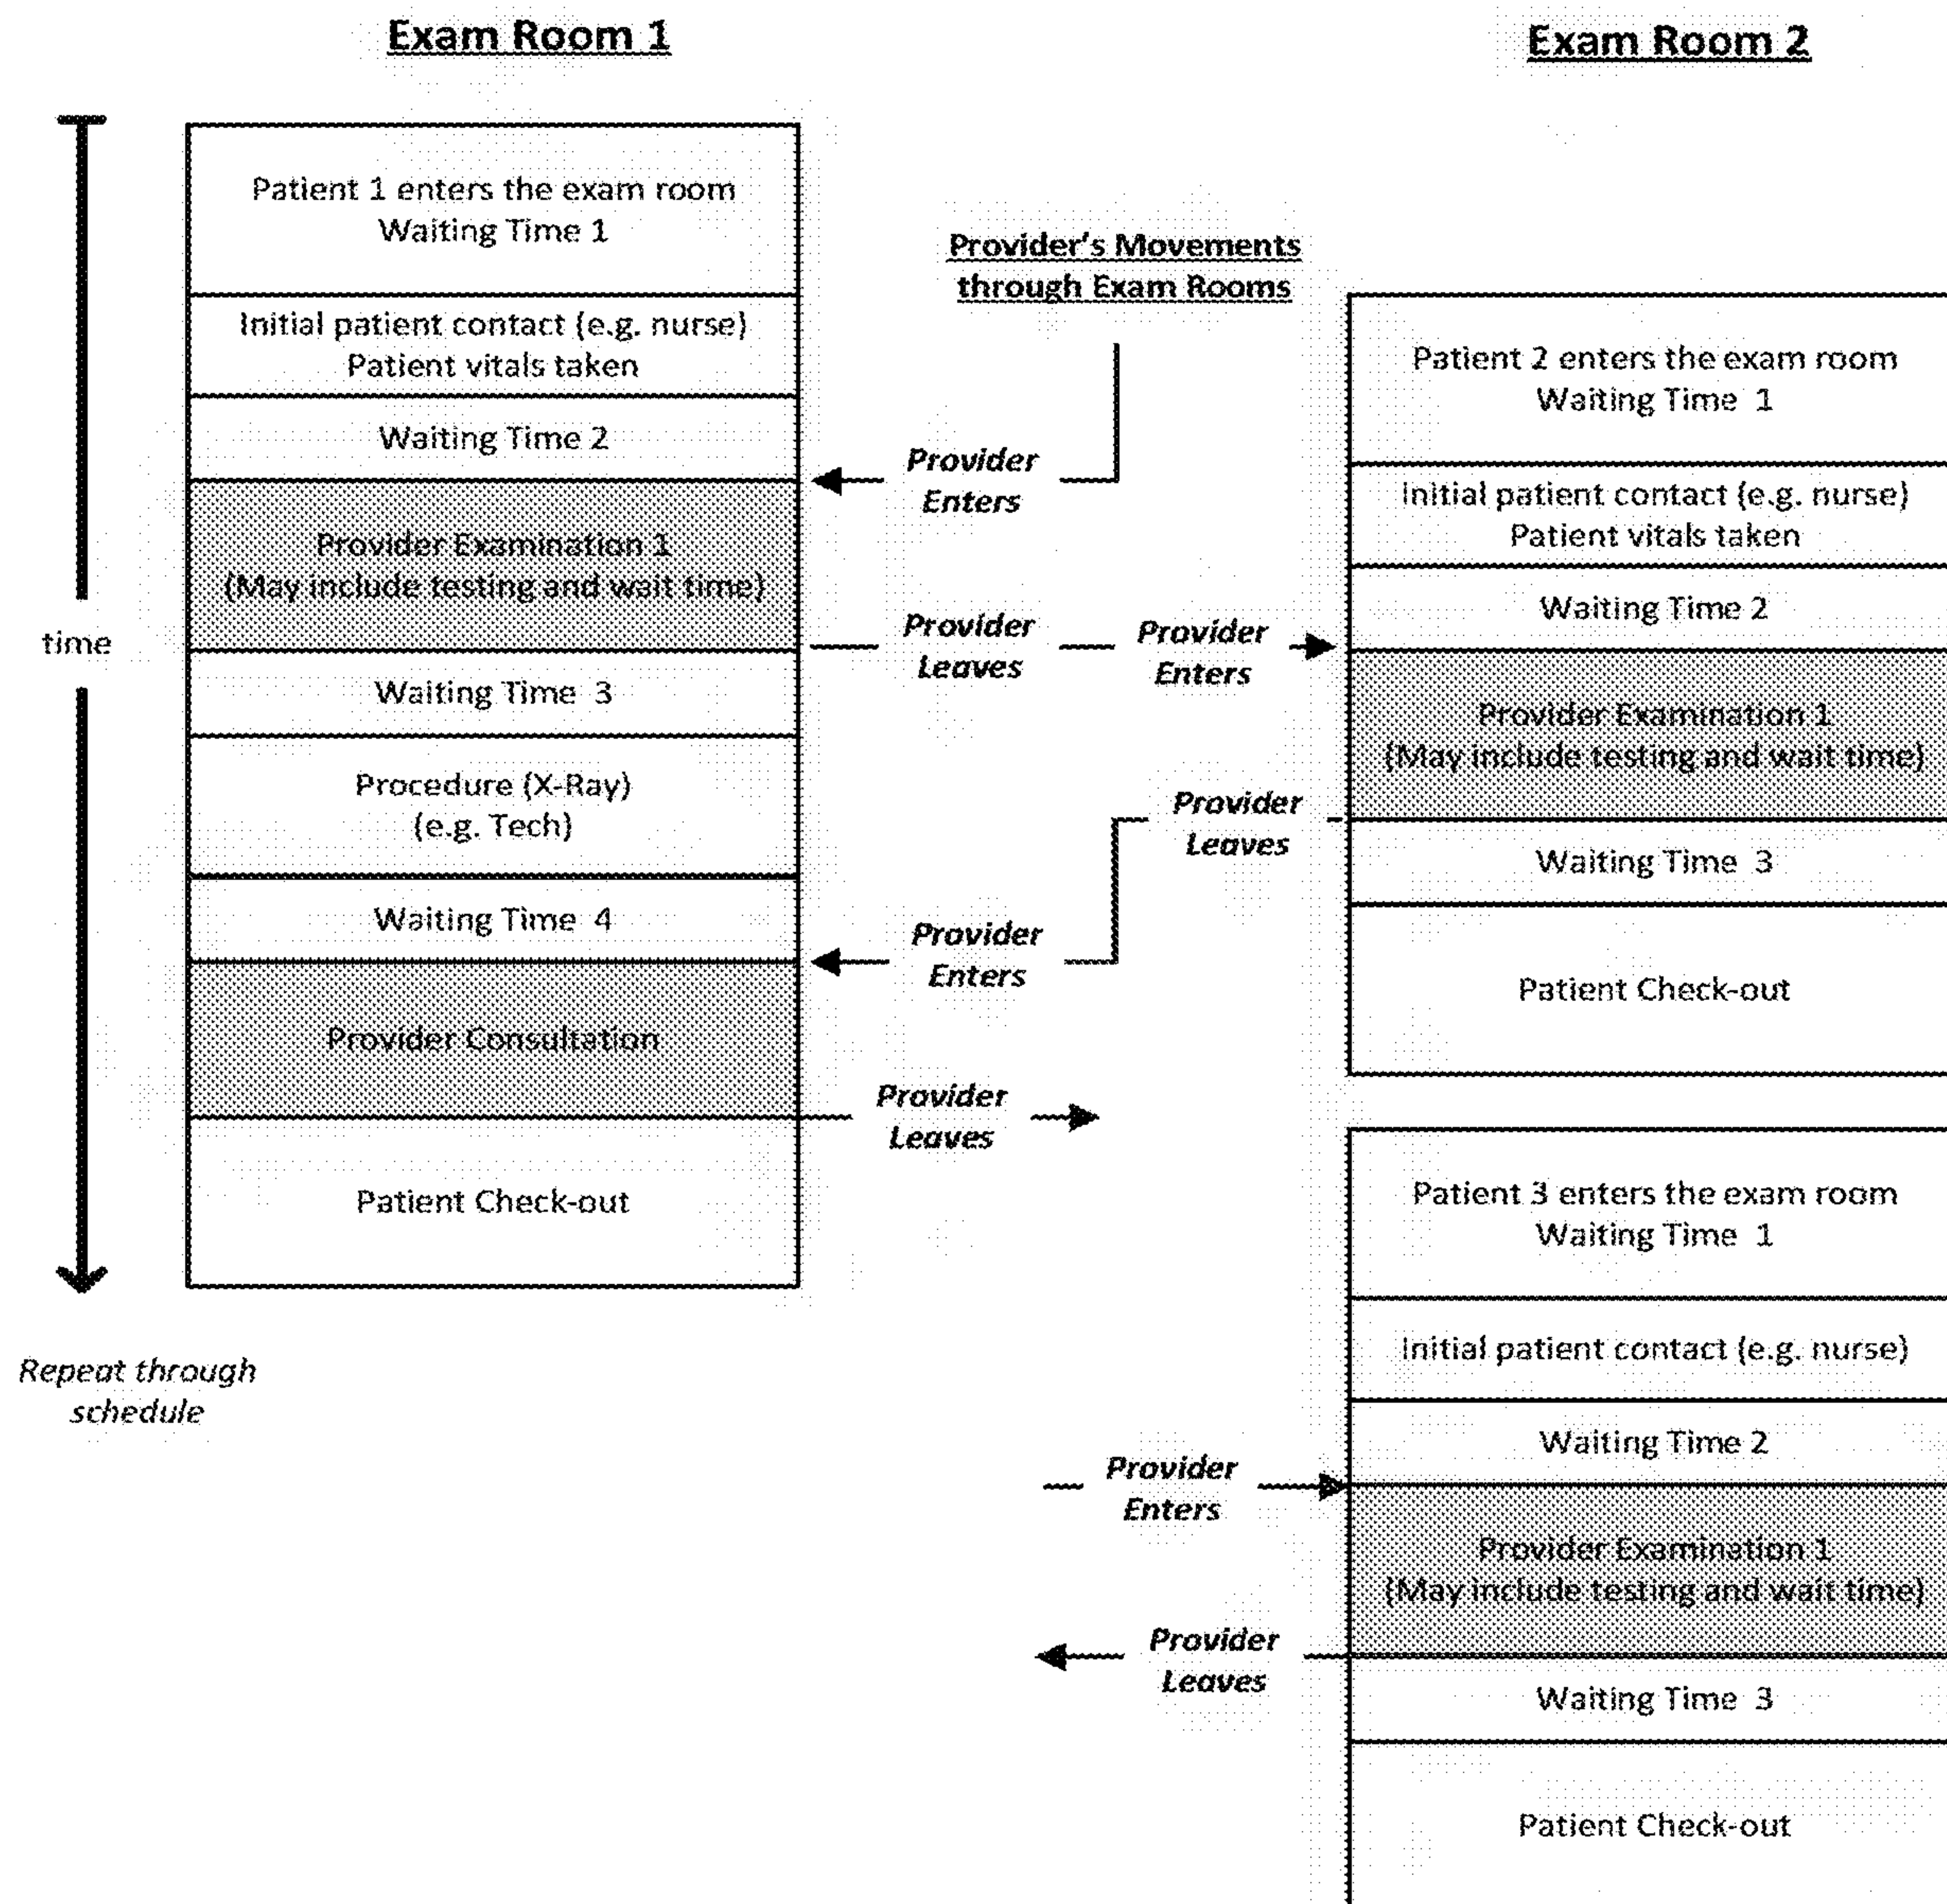 Exam Room 1
Exam Room 2
Patient 1 enters the exam room
Waiting Time 1
Initial patient contact (e.g. nurse)
Patient vitals taken
Waiting Time 2
Provider Examination 1
(May include testing and wait time)
Waiting Time 3
Procedure (X-Ray)
(e.g. Tech)
Waiting Time 4
Provider Consultation
Patient Check-out
time
Repeat through
schedule
Provider's Movements
through Exam Rooms
Provider
Enters
Provider
Leaves
Provider
Enters
Provider
Leaves
Provider
Enters
Provider
Leaves
Provider
Enters
Provider
Leaves
Patient 2 enters the exam room
Waiting Time 1
Initial patient contact (e.g. nurse)
Patient vitals taken
Waiting Time 2
Provider Examination 1
(May include testing and wait time)
Waiting Time 3
Patient Check-out
Patient 3 enters the exam room
Waiting Time 1
Initial patient contact (e.g. nurse)
Waiting Time 2
Provider Examination 1
(May include testing and wait time)
Waiting Time 3
Patient Check-out